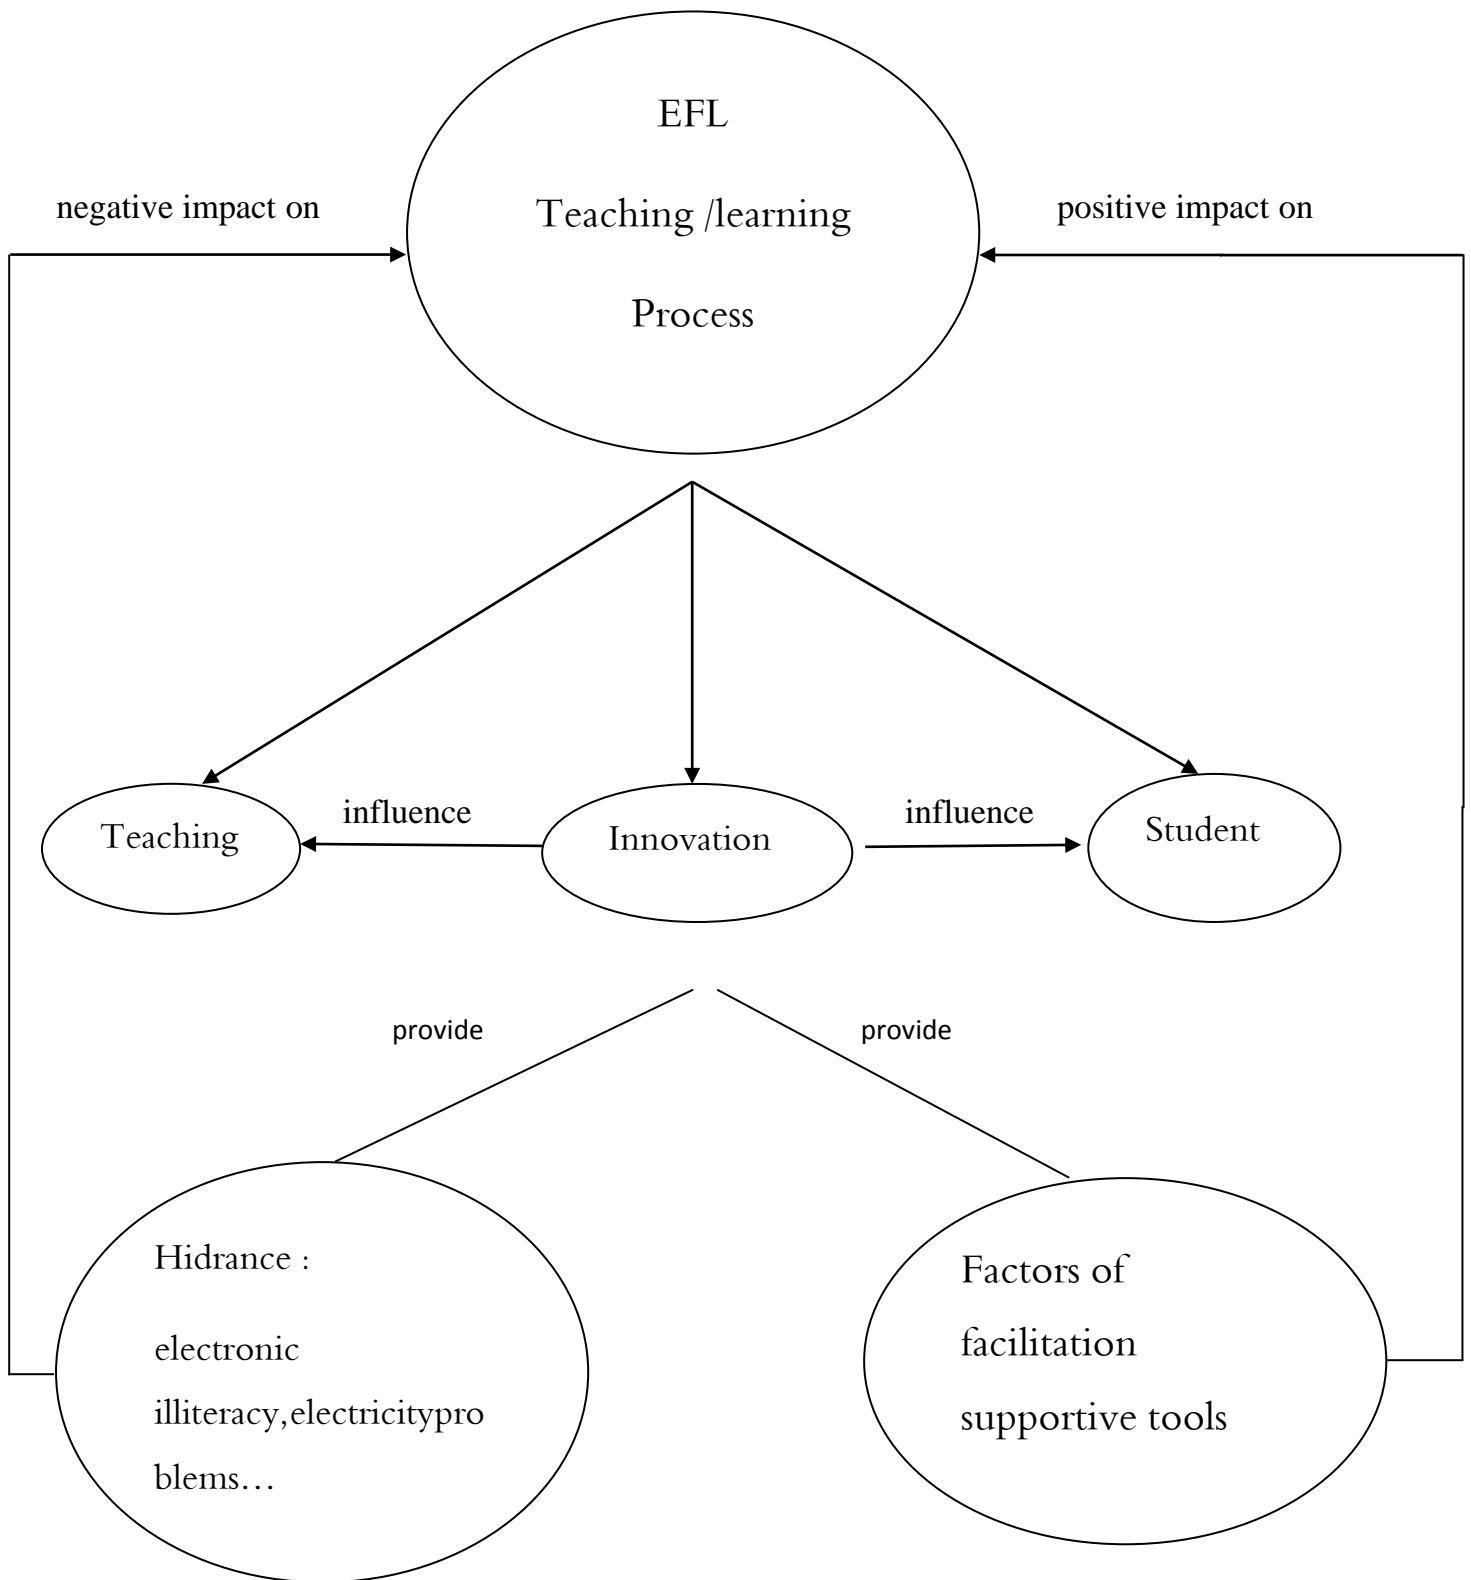 EFL
negative impact on
Teaching /learning
positive impact on
Process
Teaching
influence
Innovation
influence
Student
provide
provide
Hidrance :
electronic
illiteracy,electricitypro
blems…
Factors of
facilitation
supportive tools